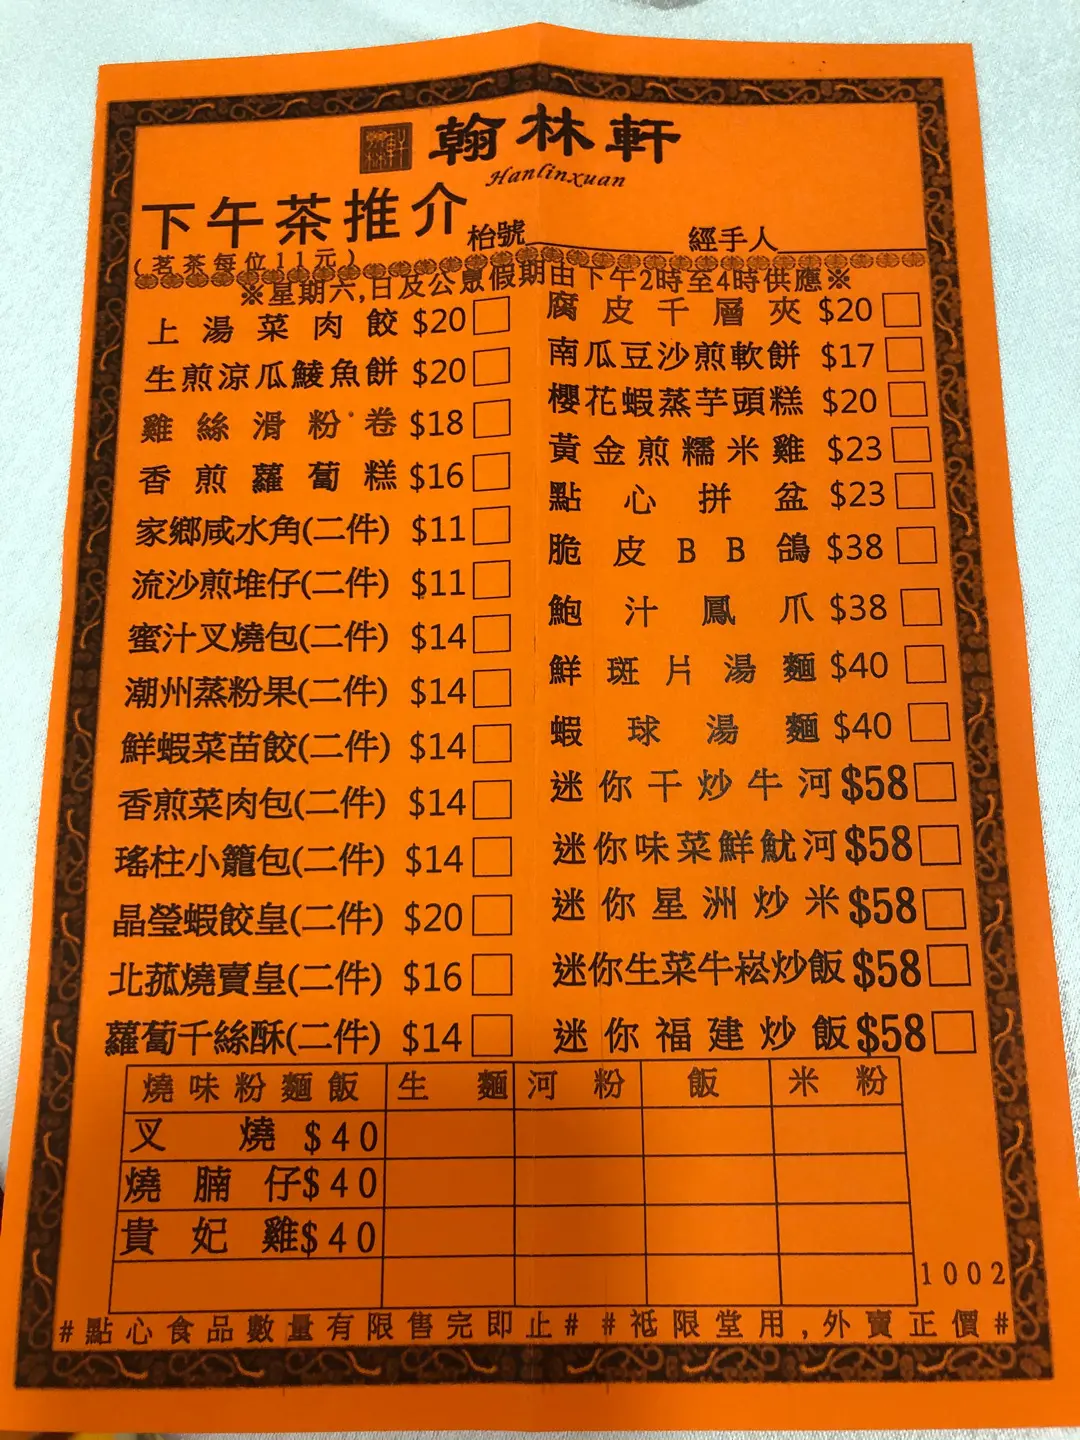 翰林軒
Hanlinxuan
下午茶推介
枱號 經手人
(茗茶每位11元)
※星期六,日及公眾假期由下午2時至4時供應※
上湯菜肉餃 $20
生煎涼瓜鯪魚餅 $20
雞絲滑粉卷 $18
香煎蘿蔔糕 $16
家鄉咸水角(二件) $11
流沙煎堆仔(二件) $11
蜜汁叉燒包(二件) $14
潮州蒸粉果(二件) $14
鮮蝦菜苗餃(二件) $14
香煎菜肉包(二件) $14
瑤柱小籠包(二件) $14
晶瑩蝦餃皇(二件) $20
北菰燒賣皇(二件) $16
蘿蔔千絲酥(二件) $14
腐皮千層夾 $20
南瓜豆沙煎軟餅 $17
櫻花蝦蒸芋頭糕 $20
黃金煎糯米雞 $23
點心拼盆 $23
脆皮BB鴿 $38
鮑汁鳳爪 $38
鮮斑片湯麵 $40
蝦球湯麵 $40
迷你干炒牛河 $58
迷你味菜鮮魷河 $58
迷你星洲炒米 $58
迷你生菜牛崧炒飯 $58
迷你福建炒飯 $58
燒味粉麵飯 生麵 河粉 飯 米粉
叉燒 $40
燒腩仔 $40
貴妃雞 $40
1002
#點心食品數量有限售完即止# #祗限堂用,外賣正價#